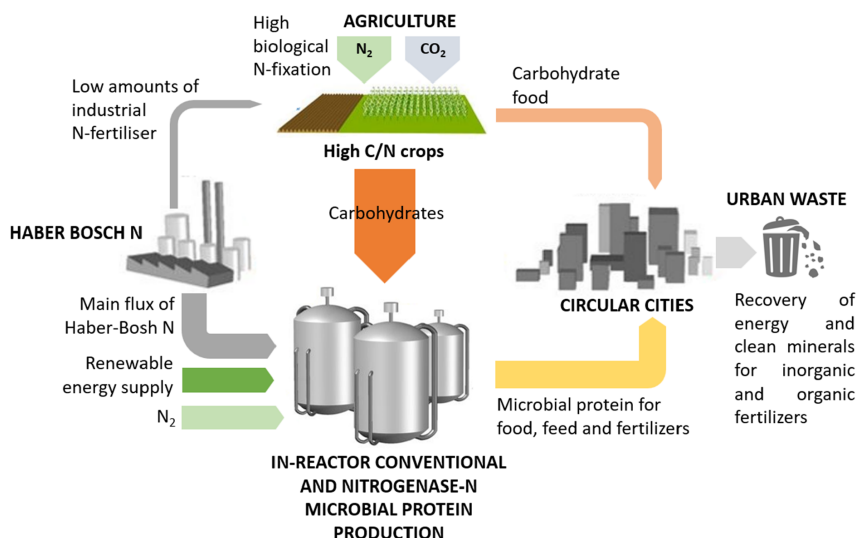 AGRICULTURE
High
biological
N-fixation
N₂
CO₂
Low amounts of
industrial
N-fertiliser
Carbohydrate
food
High C/N crops
Carbohydrates
HABER BOSCH N
URBAN WASTE
CIRCULAR CITIES
Main flux of
Haber-Bosh N
Renewable
energy supply
N₂
Microbial protein for
food, feed and fertilizers
Recovery of
energy and
clean minerals
for inorganic
and organic
fertilizers
IN-REACTOR CONVENTIONAL
AND NITROGENASE-N
MICROBIAL PROTEIN
PRODUCTION